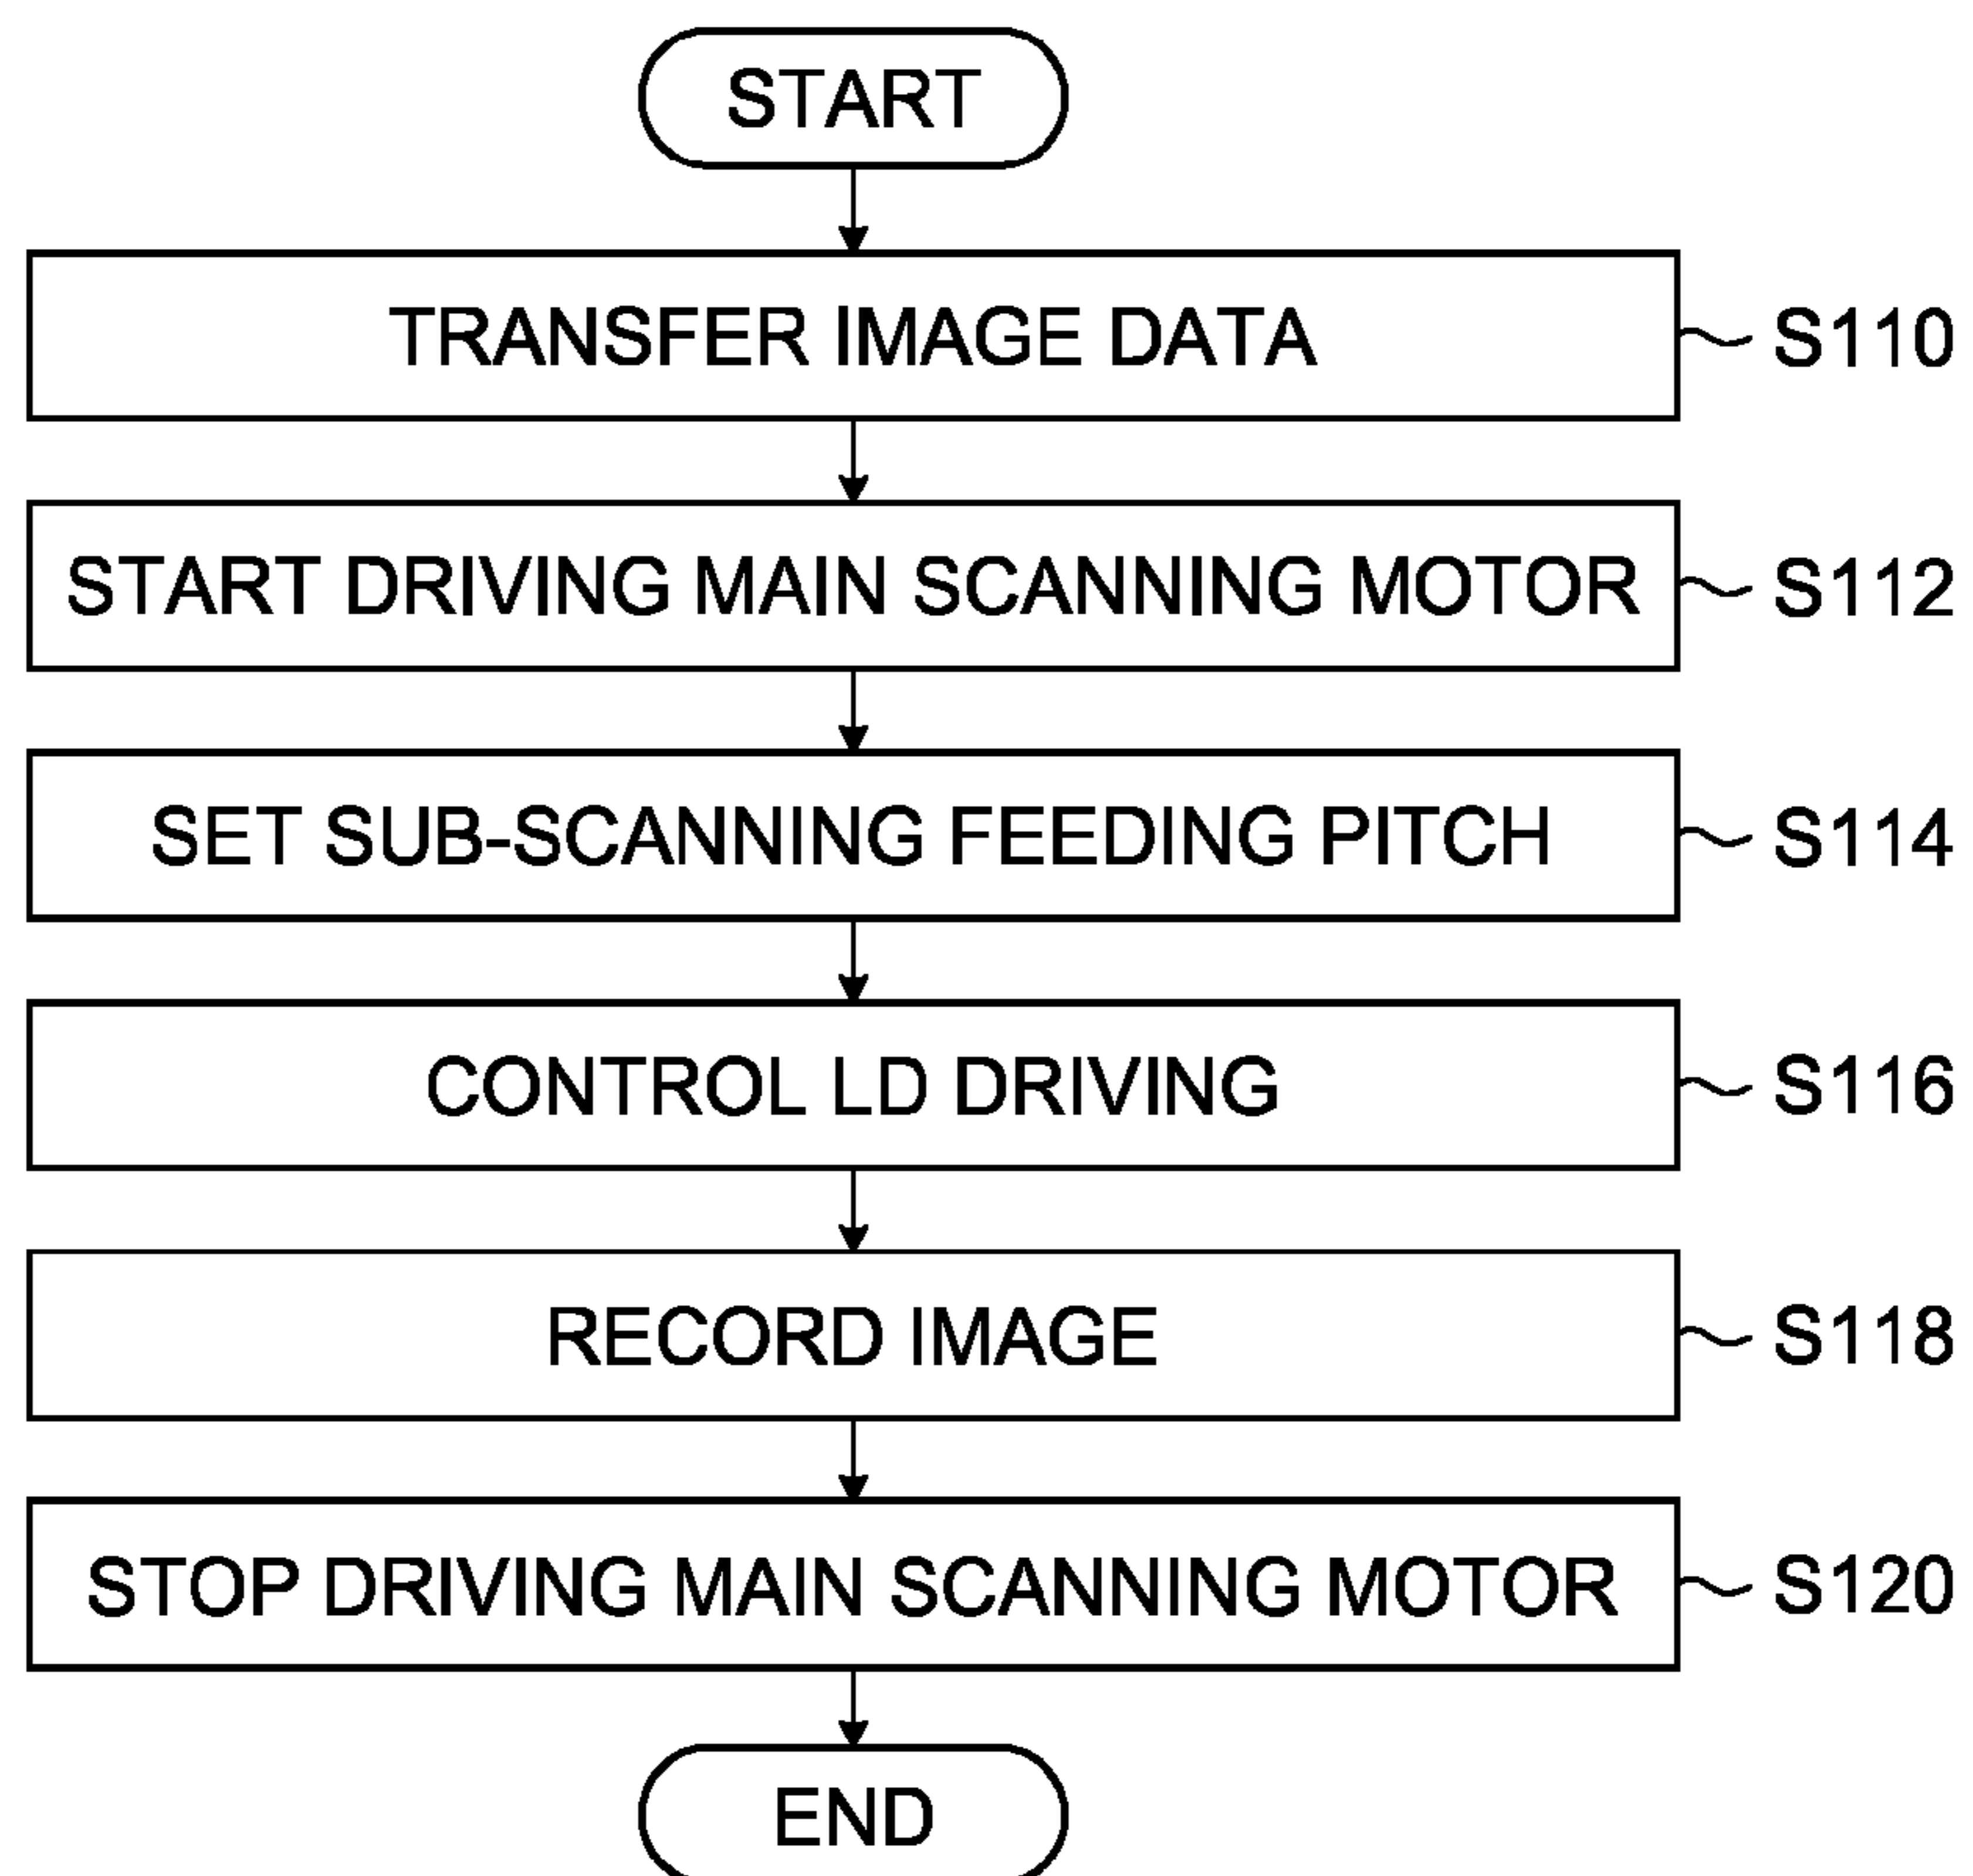 START
TRANSFER IMAGE DATA S110
START DRIVING MAIN SCANNING MOTOR S112
SET SUB-SCANNING FEEDING PITCH S114
CONTROL LD DRIVING S116
RECORD IMAGE S118
STOP DRIVING MAIN SCANNING MOTOR S120
END